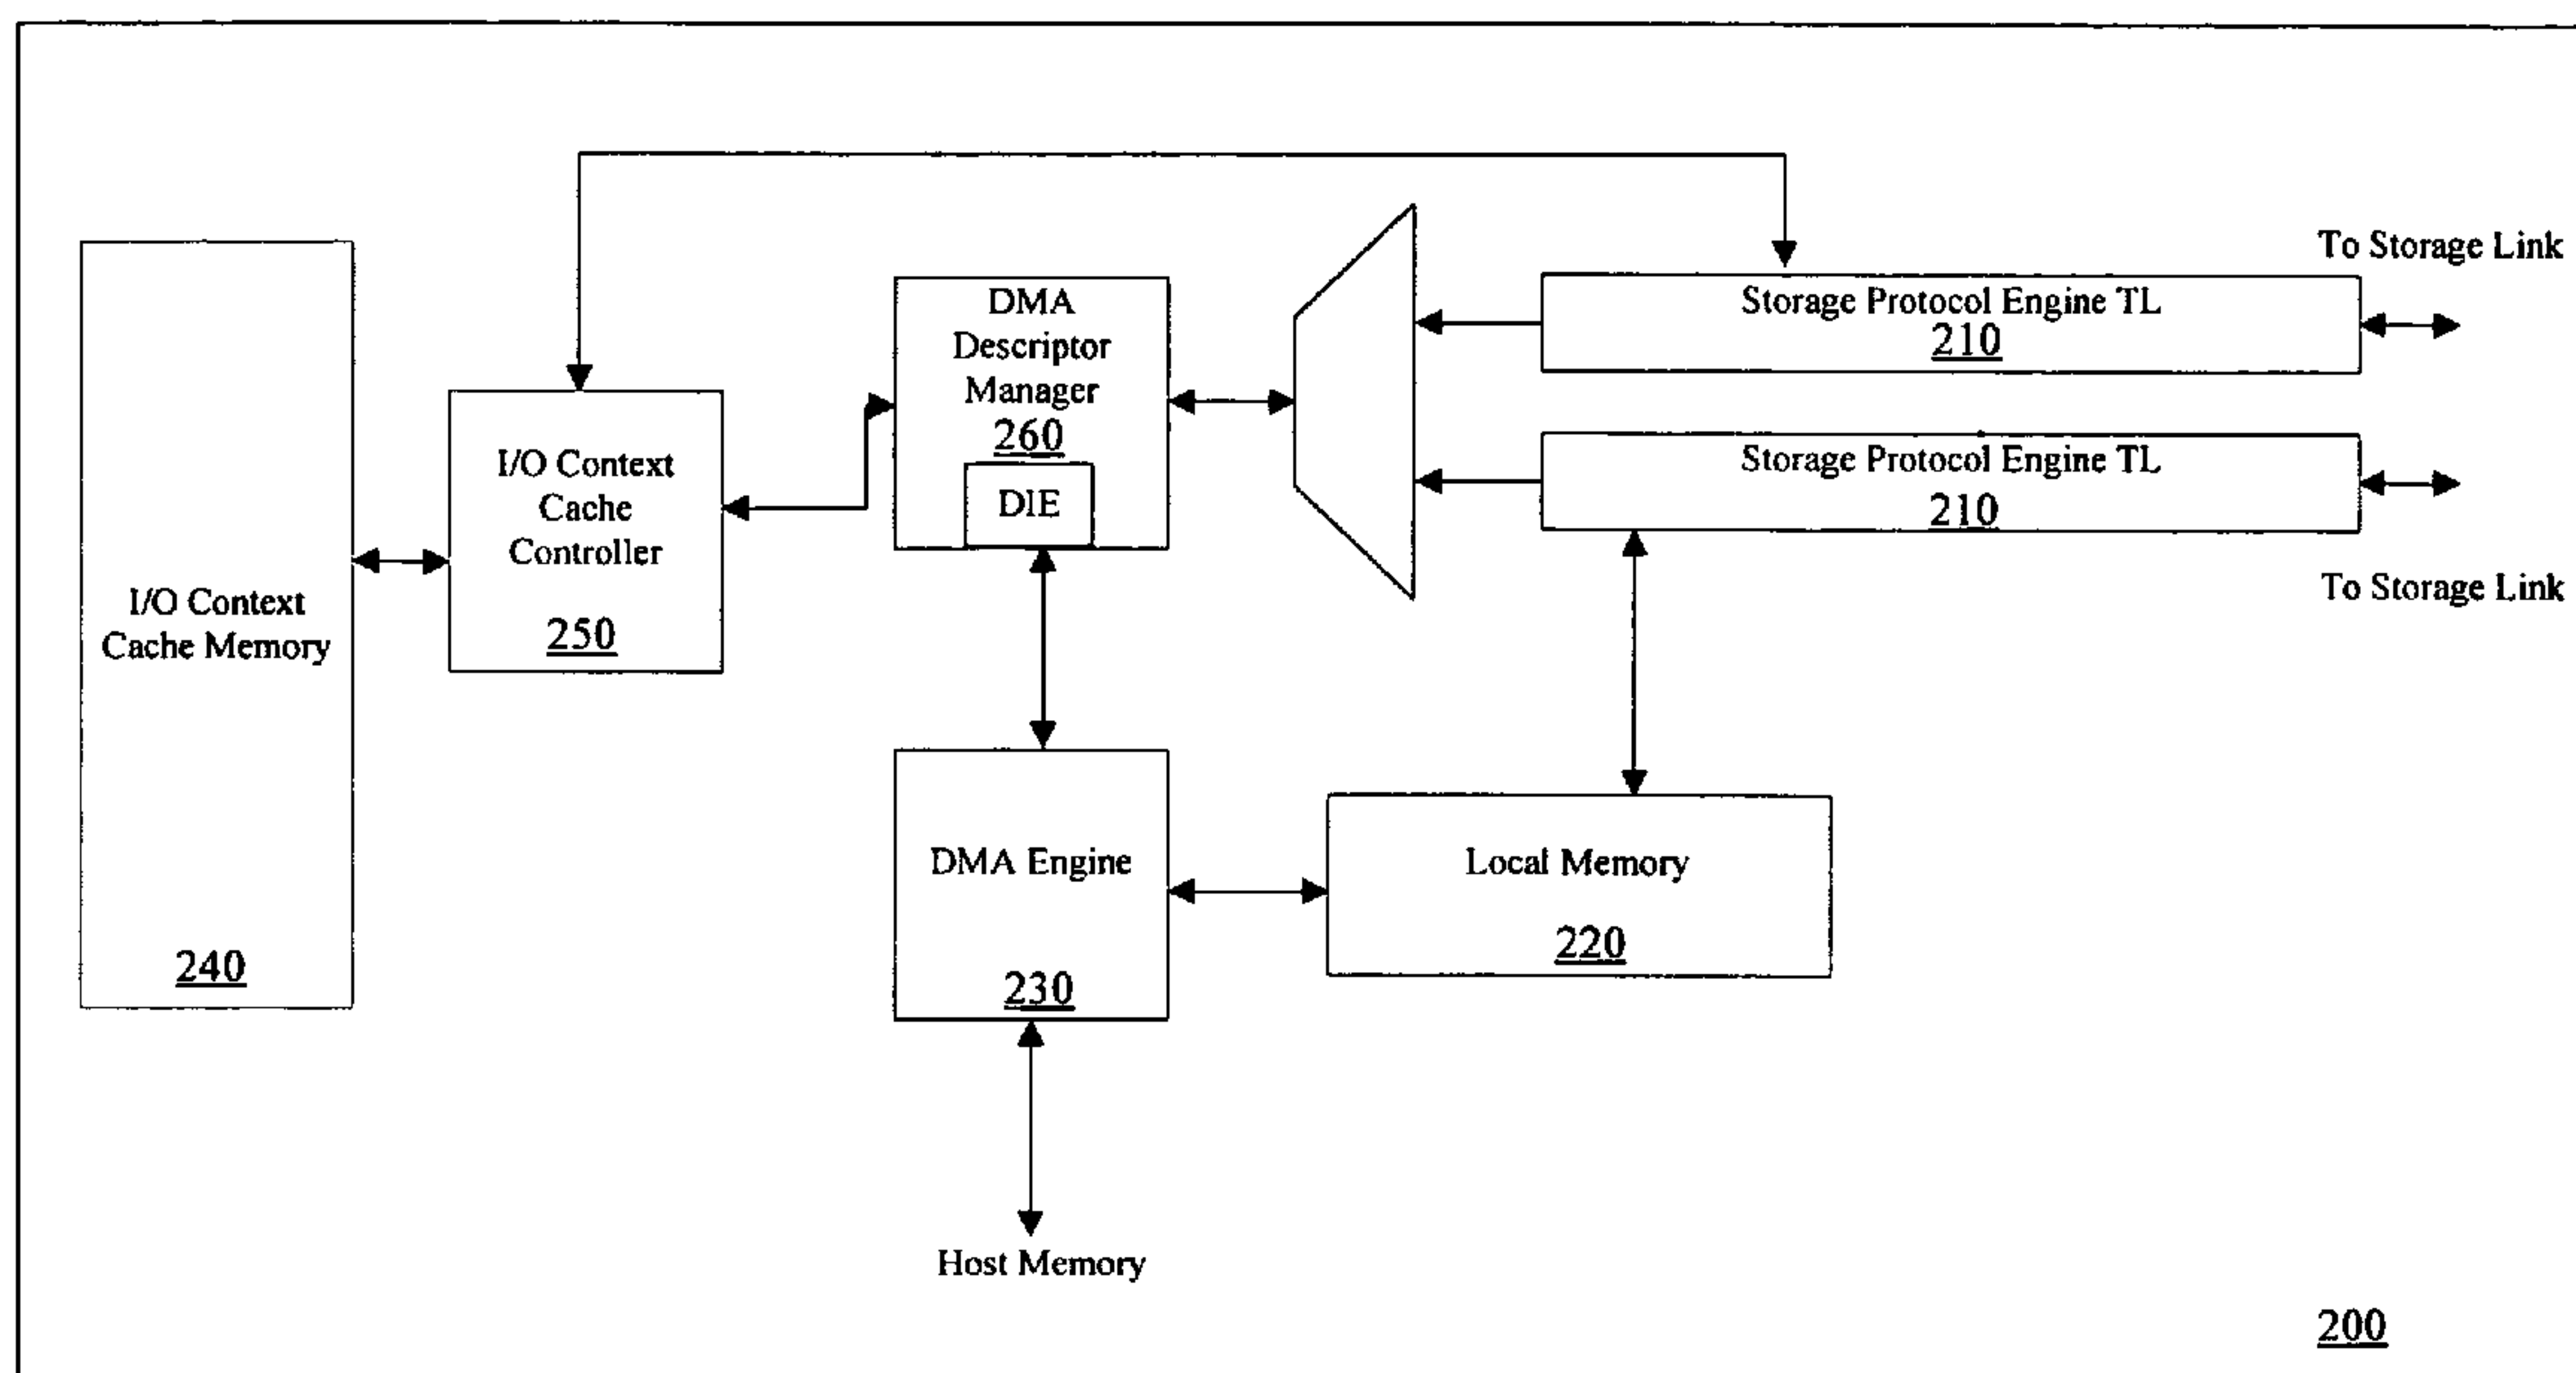 To Storage Link
Storage Protocol Engine TL
210
DMA
Descriptor
Manager
260
DIE
I/O Context
Cache
Controller
250
Storage Protocol Engine TL
210
To Storage Link
I/O Context
Cache Memory
240
DMA Engine
230
Local Memory
220
Host Memory
200